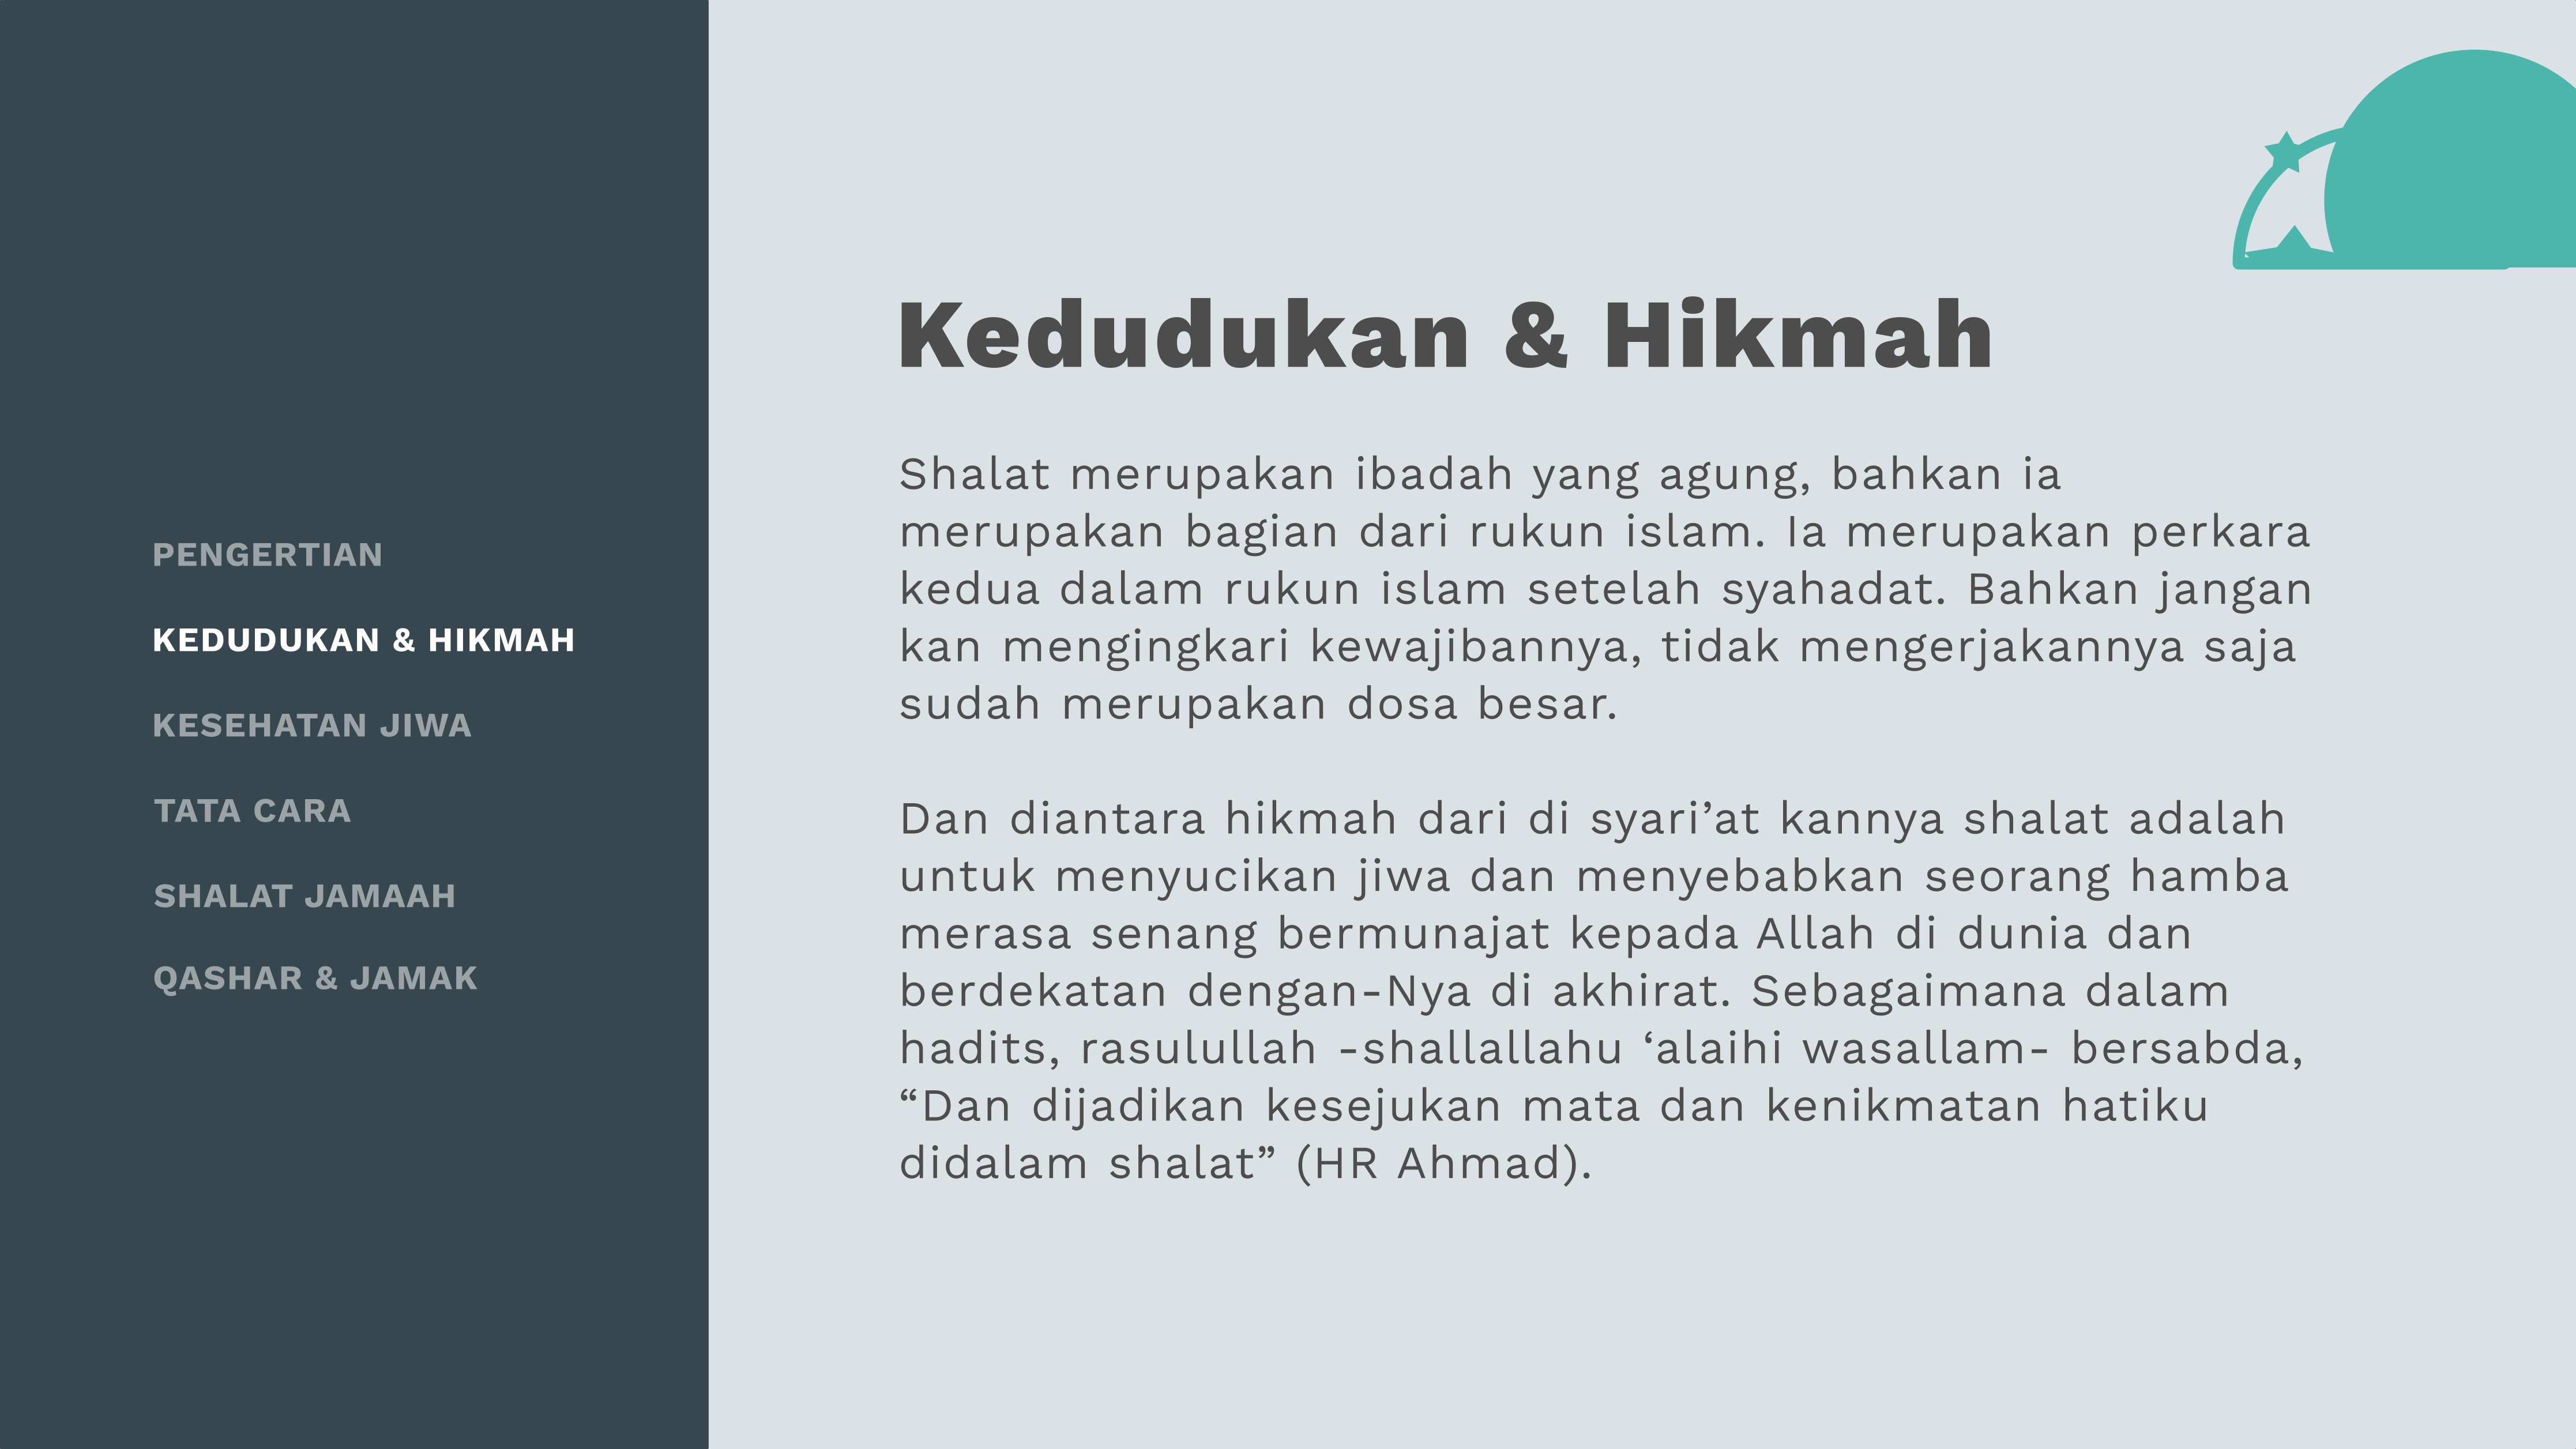 PENGERTIAN
KEDUDUKAN & HIKMAH
KESEHATAN JIWA
TATA CARA
SHALAT JAMAAH
QASHAR & JAMAK
Kedudukan & Hikmah
Shalat merupakan ibadah yang agung, bahkan ia
merupakan bagian dari rukun islam. Ia merupakan perkara
kedua dalam rukun islam setelah syahadat. Bahkan jangan
kan mengingkari kewajibannya, tidak mengerjakannya saja
sudah merupakan dosa besar.
Dan diantara hikmah dari di syari’at kannya shalat adalah
untuk menyucikan jiwa dan menyebabkan seorang hamba
merasa senang bermunajat kepada Allah di dunia dan
berdekatan dengan-Nya di akhirat. Sebagaimana dalam
hadits, rasulullah -shallallahu ‘alaihi wasallam- bersabda,
“Dan dijadikan kesejukan mata dan kenikmatan hatiku
didalam shalat” (HR Ahmad).